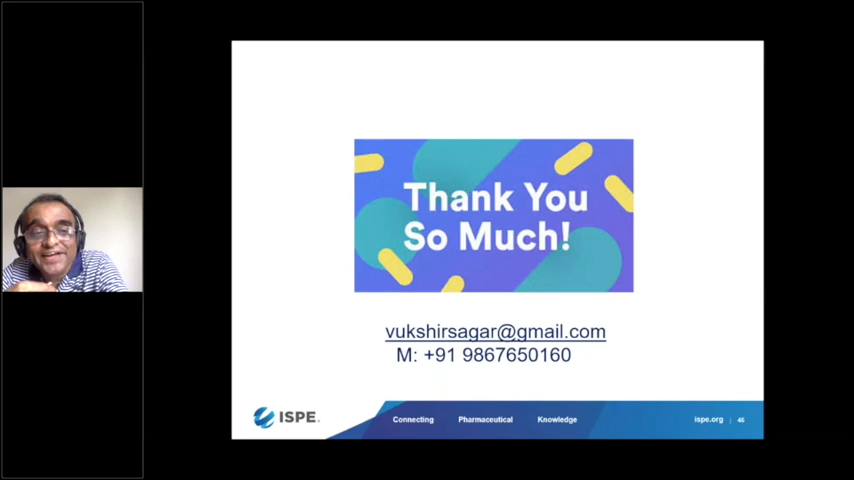 Thank You
So Much!
vukshirsagar@gmail.com
M: +91 9867650160
ISPE.
Connecting Pharmaceutical Knowledge
ispe.org | 46